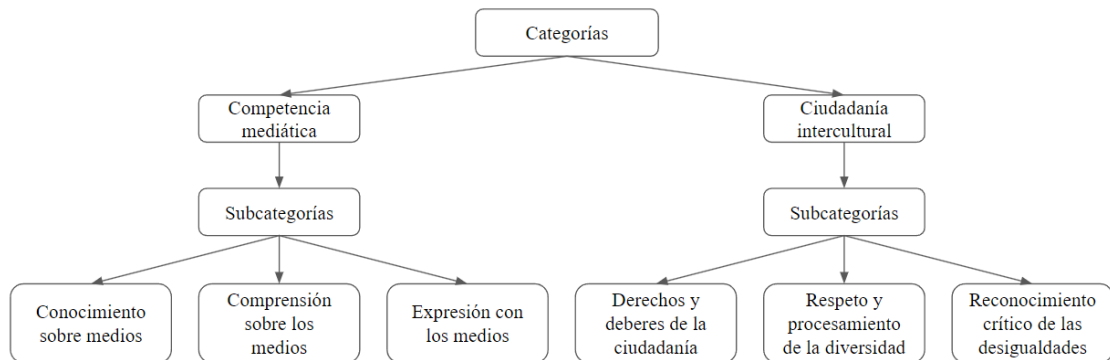 Categorías
Competencia
mediática
Ciudadanía
intercultural
Subcategorías
Subcategorías
Conocimiento
sobre medios
Comprensión
sobre los
medios
Expresión con
los medios
Derechos y
deberes de la
ciudadanía
Respeto y
procesamiento
de la diversidad
Reconocimiento
crítico de las
desigualdades